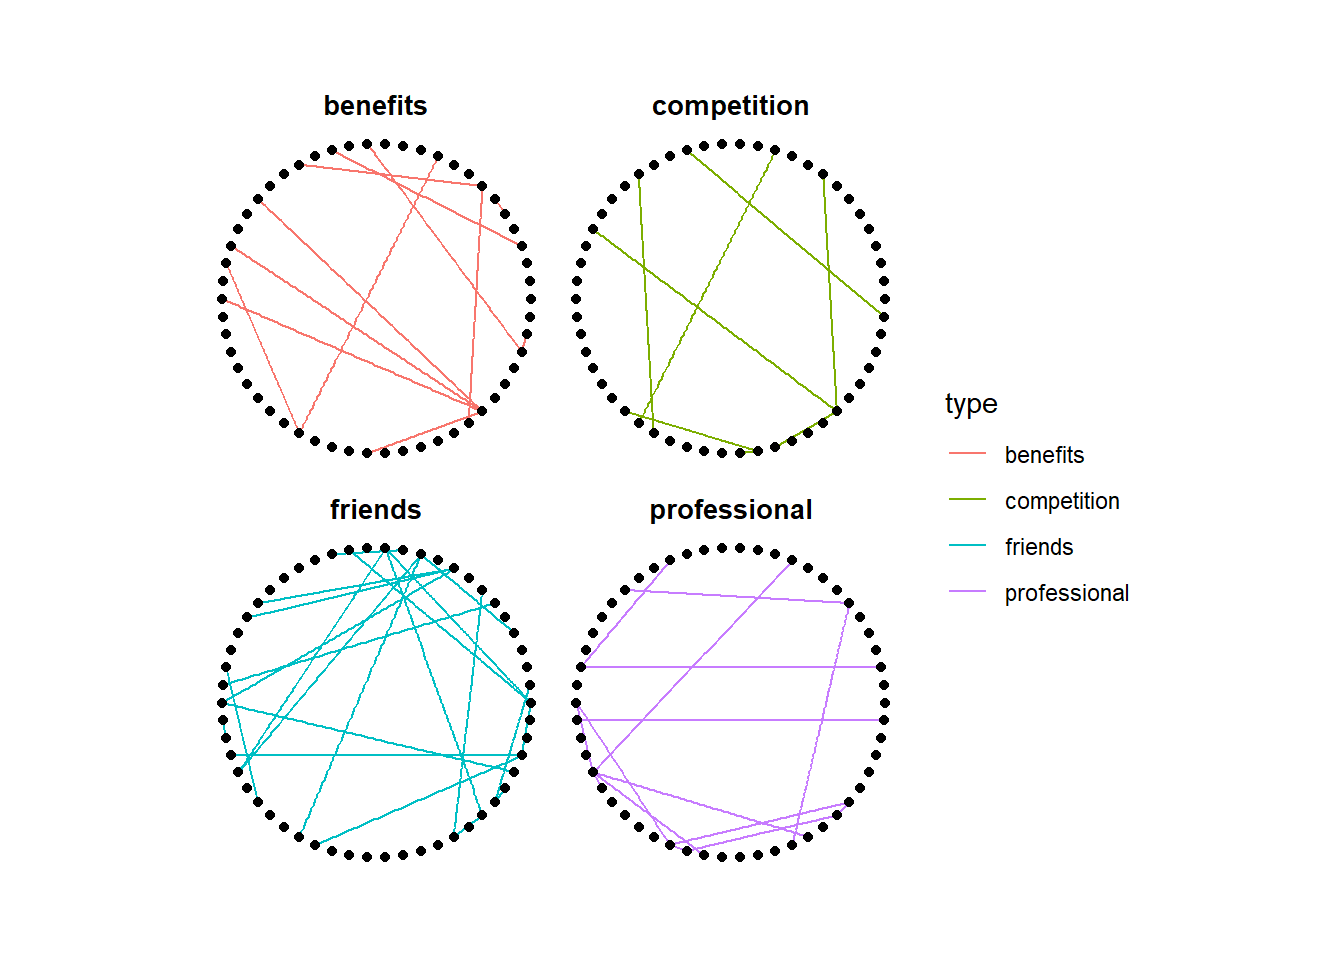 benefits
competition
friends
professional
type
benefits
competition
friends
professional